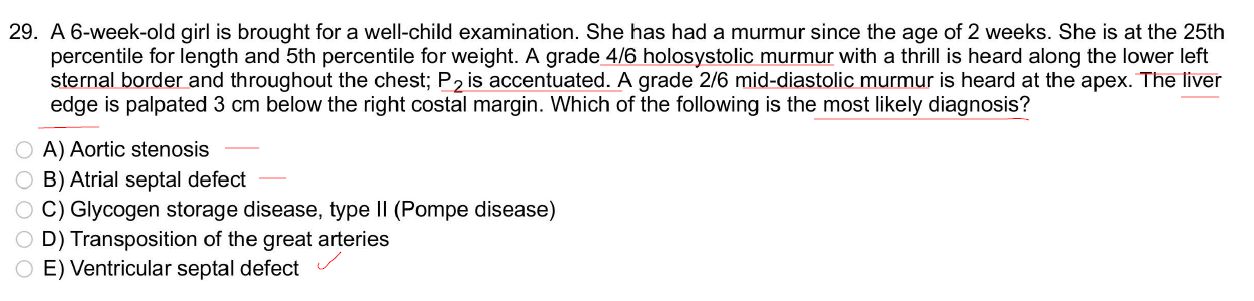 29. A 6-week-old girl is brought for a well-child examination. She has had a murmur since the age of 2 weeks. She is at the 25th
percentile for length and 5th percentile for weight. A grade 4/6 holosystolic murmur with a thrill is heard along the lower left
sternal border and throughout the chest; P2 is accentuated. A grade 2/6 mid-diastolic murmur is heard at the apex. The liver
edge is palpated 3 cm below the right costal margin. Which of the following is the most likely diagnosis?
A) Aortic stenosis
B) Atrial septal defect
C) Glycogen storage disease, type II (Pompe disease)
D) Transposition of the great arteries
E) Ventricular septal defect